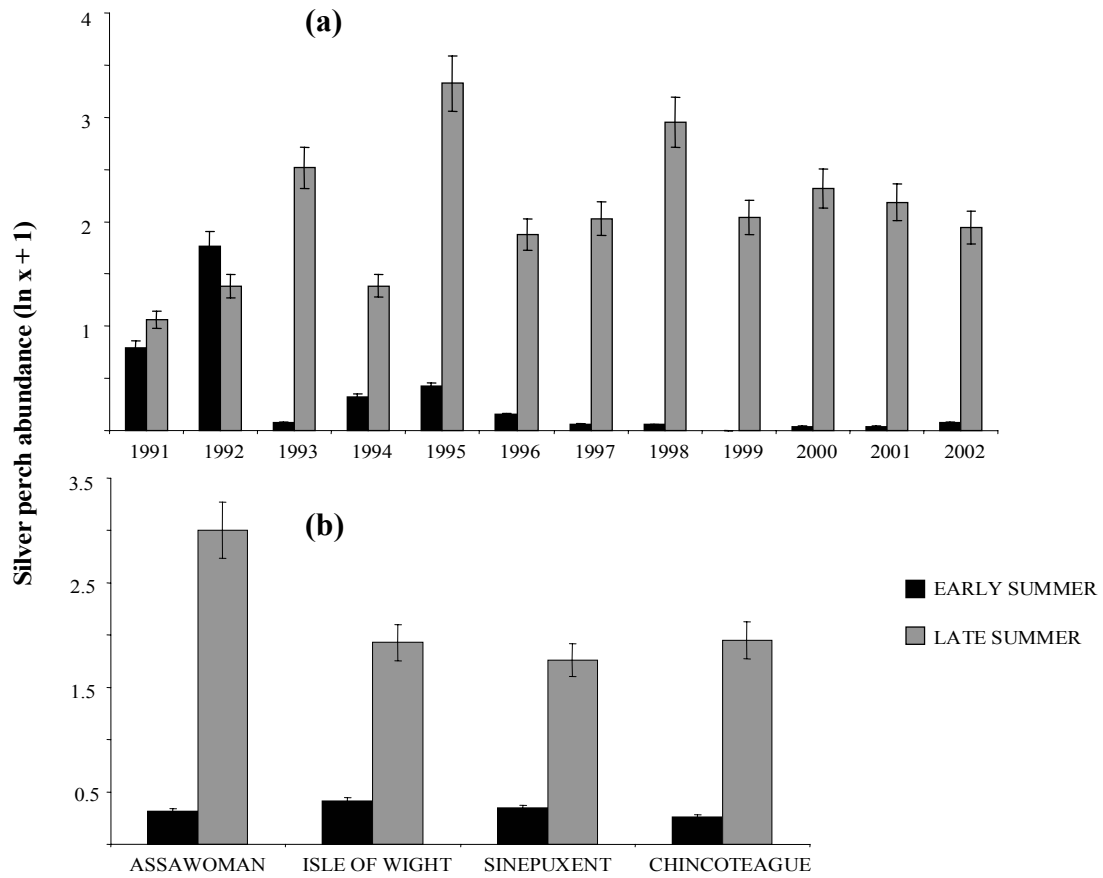 Silver perch abundance (ln x + 1)
(a)
4
3
2
1
1991 1992 1993 1994 1995 1996 1997 1998 1999 2000 2001 2002
(b)
3.5
2.5
1.5
0.5
ASSAWOMAN ISLE OF WIGHT SINEPUXENT CHINCOTEAGUE
EARLY SUMMER
LATE SUMMER